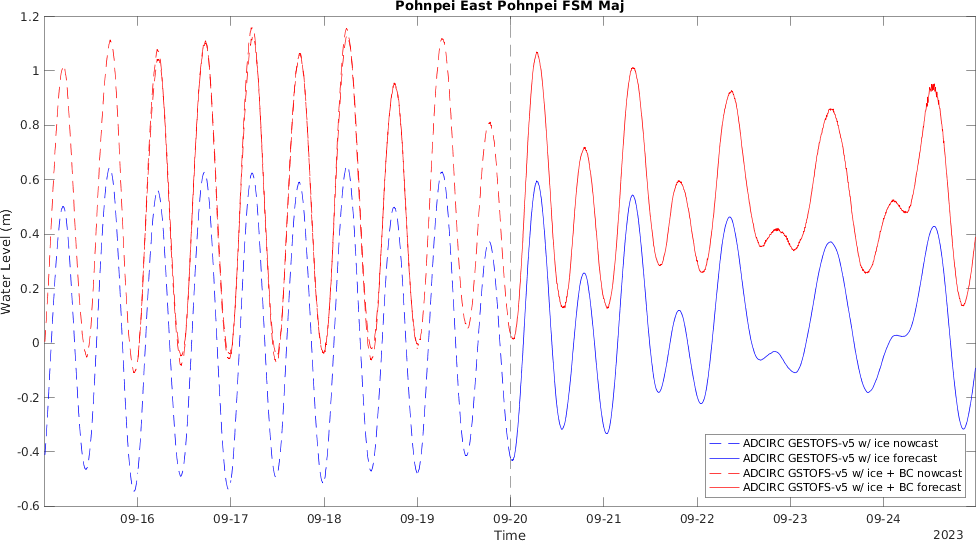 Pohnpei East Pohnpei FSM Maj
1.2
1
0.8
0.6
0.4
0.2
0
-0.2
-0.4
-0.6
Water Level (m)
ADCIRC GESTOFS-v5 w/ ice nowcast
ADCIRC GESTOFS-v5 w/ ice forecast
ADCIRC GSTOFS-v5 w/ ice + BC nowcast
ADCIRC GSTOFS-v5 w/ ice + BC forecast
09-16 09-17 09-18 09-19 09-20 09-21 09-22 09-23 09-24
Time
2023